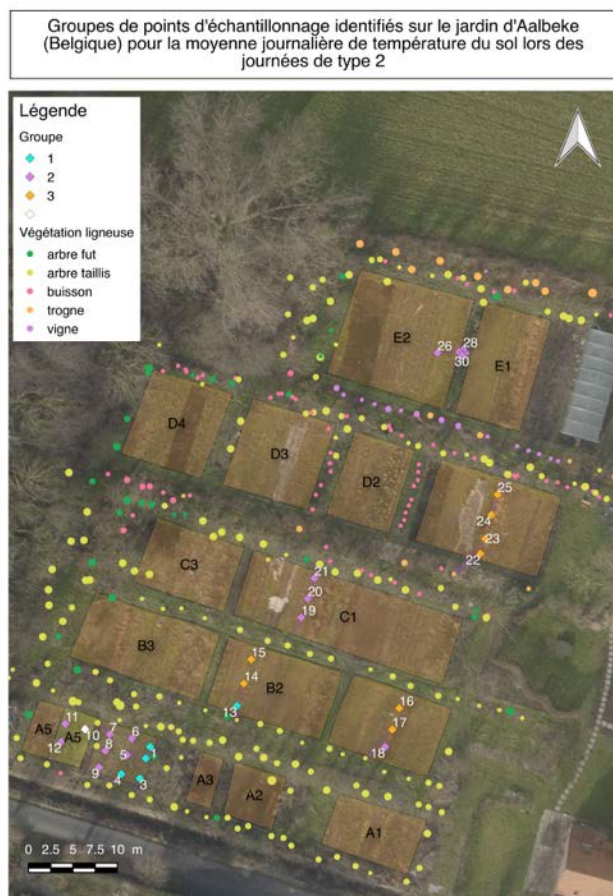 Groupes de points d'échantillonnage identifiés sur le jardin d'Aalbeke
(Belgique) pour la moyenne journalière de température du sol lors des
journées de type 2
Légende
Groupe
1
2
3
Végétation ligneuse
arbre fut
arbre taillis
buisson
trogne
vigne
E2
26
28
30
E1
D4
D3
D2
25
24
23
22
C3
21
20
19
C1
B3
15
14
B2
13
16
17
18
11
A5
A5
10
12
7
6
8
5
1
9
4
3
A3
A2
A1
0 2.5 5 7.5 10 m